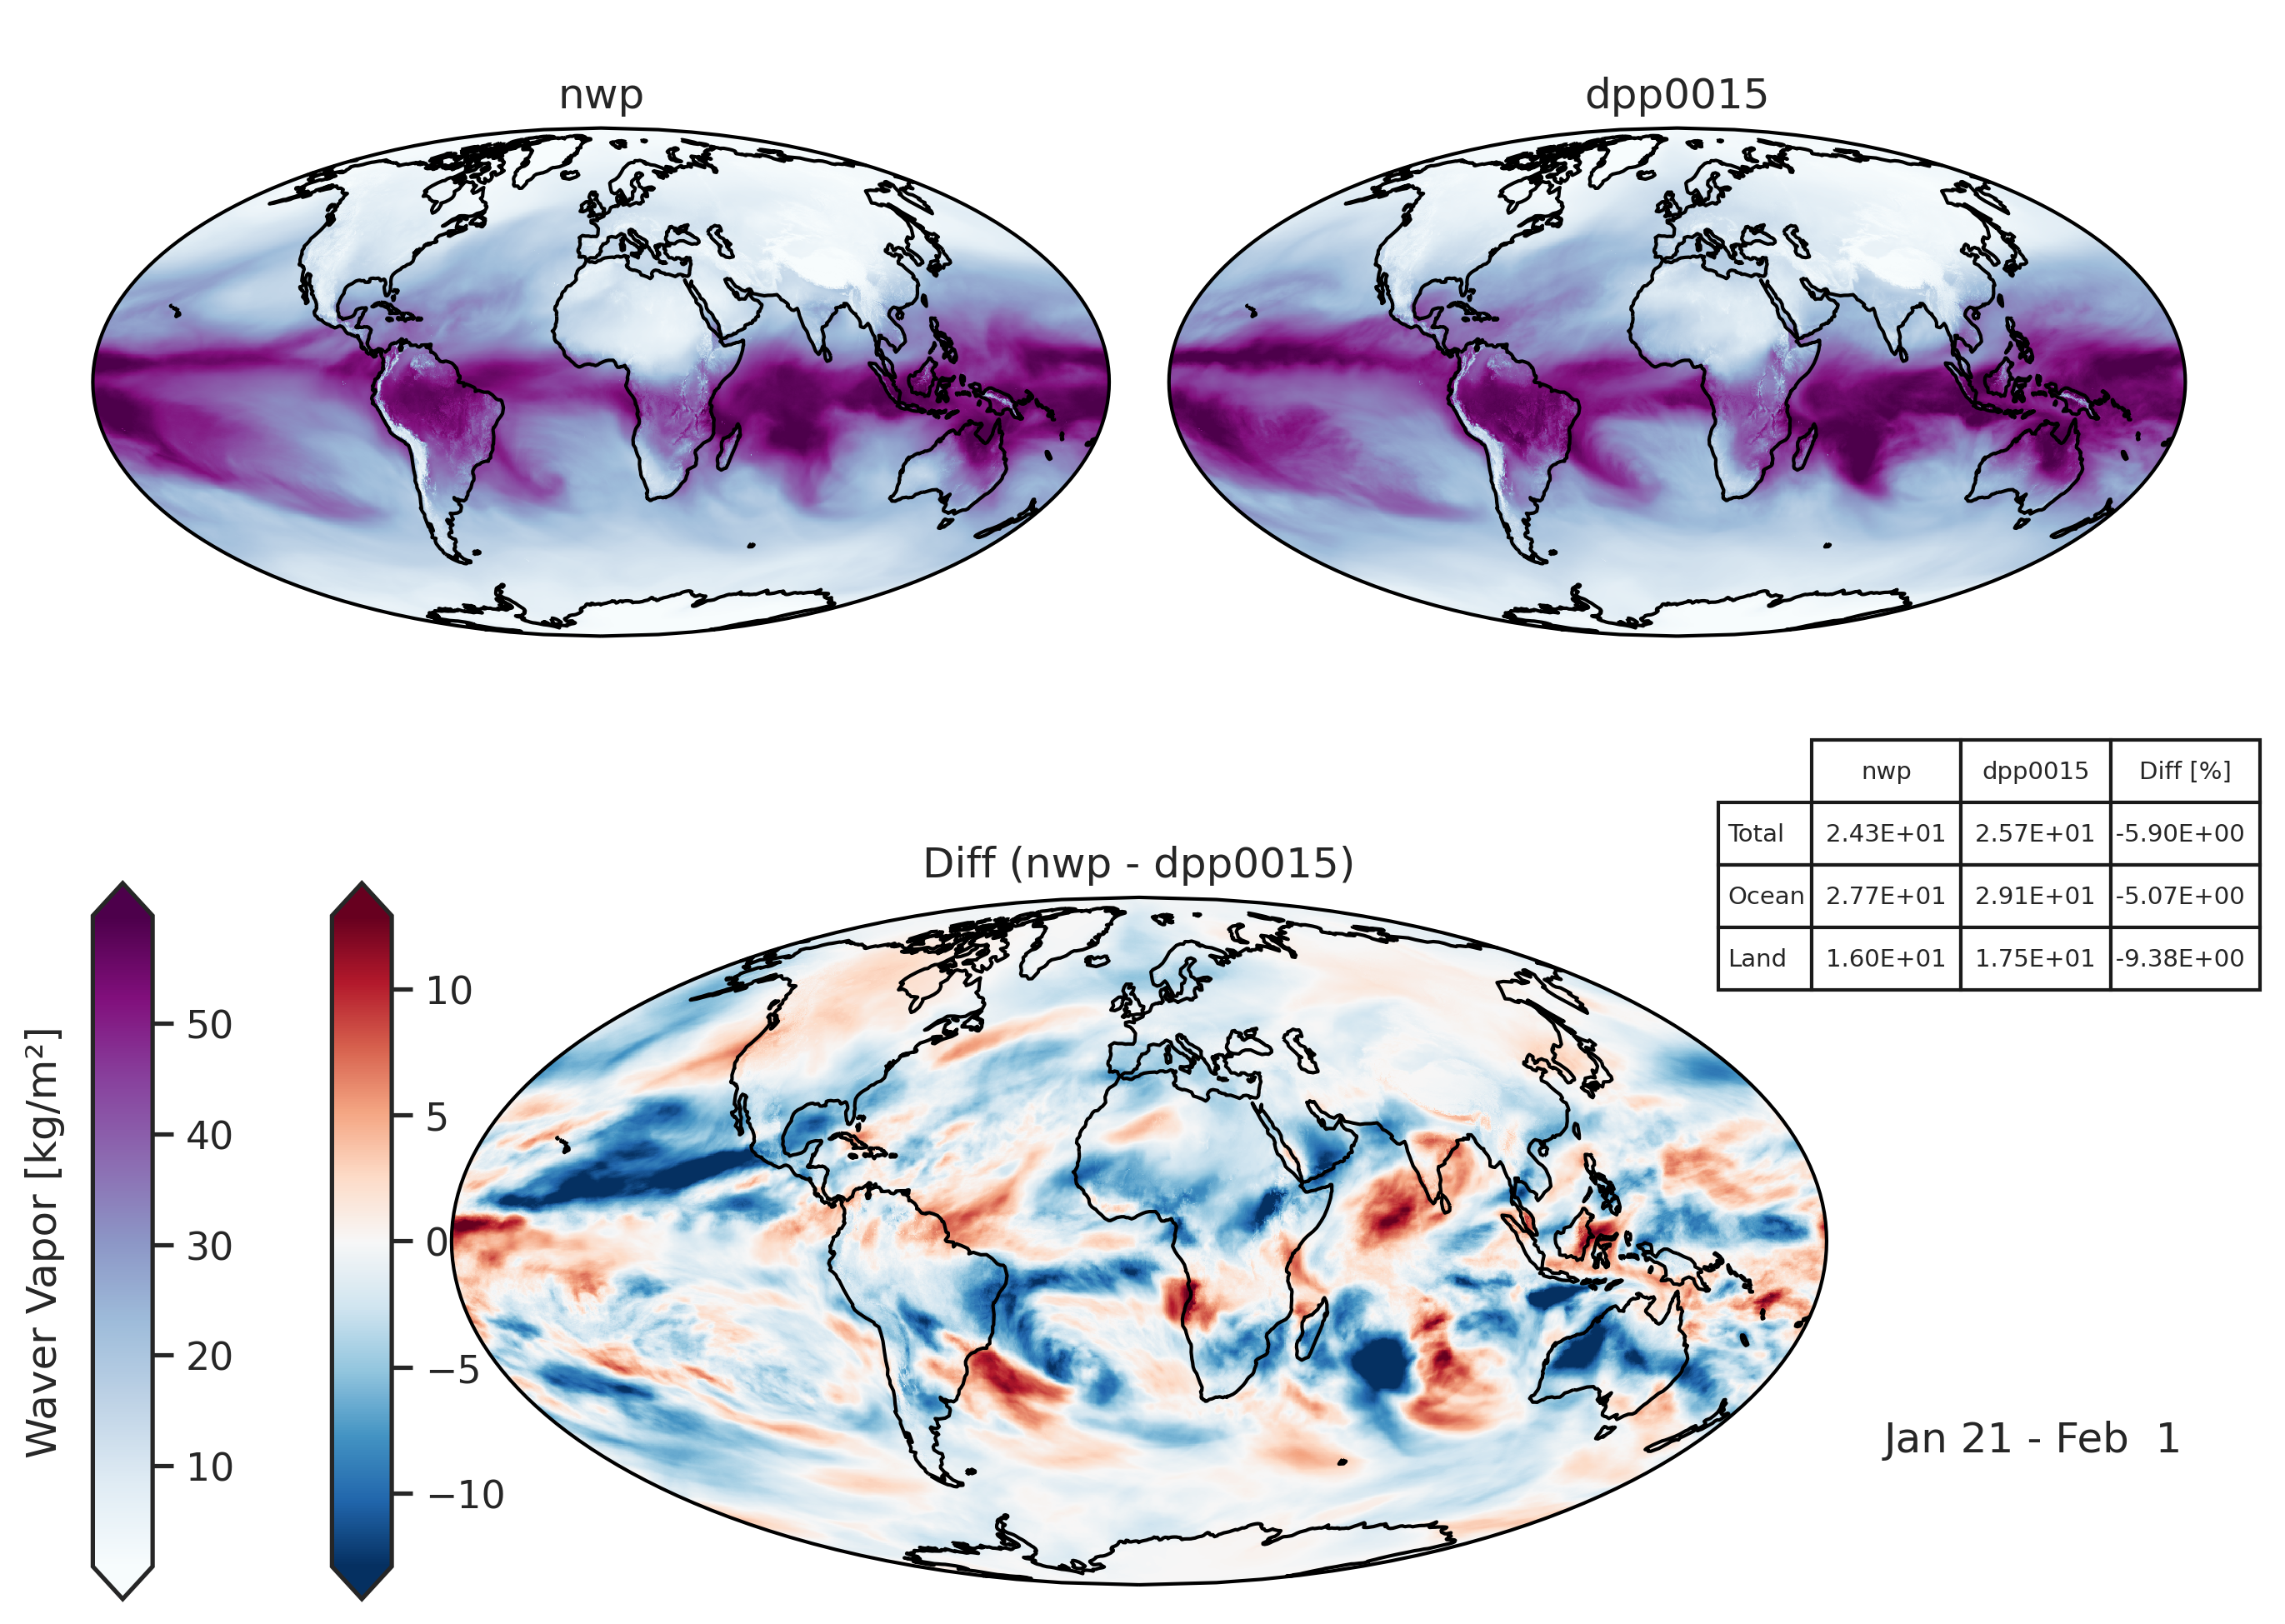 nwp
dpp0015
nwp dpp0015 Diff [%]
Total 2.43E+01 2.57E+01 -5.90E+00
Ocean 2.77E+01 2.91E+01 -5.07E+00
Land 1.60E+01 1.75E+01 -9.38E+00
Diff (nwp - dpp0015)
Waver Vapor [kg/m²]
50
40
30
20
10
10
5
0
−5
−10
Jan 21 - Feb  1